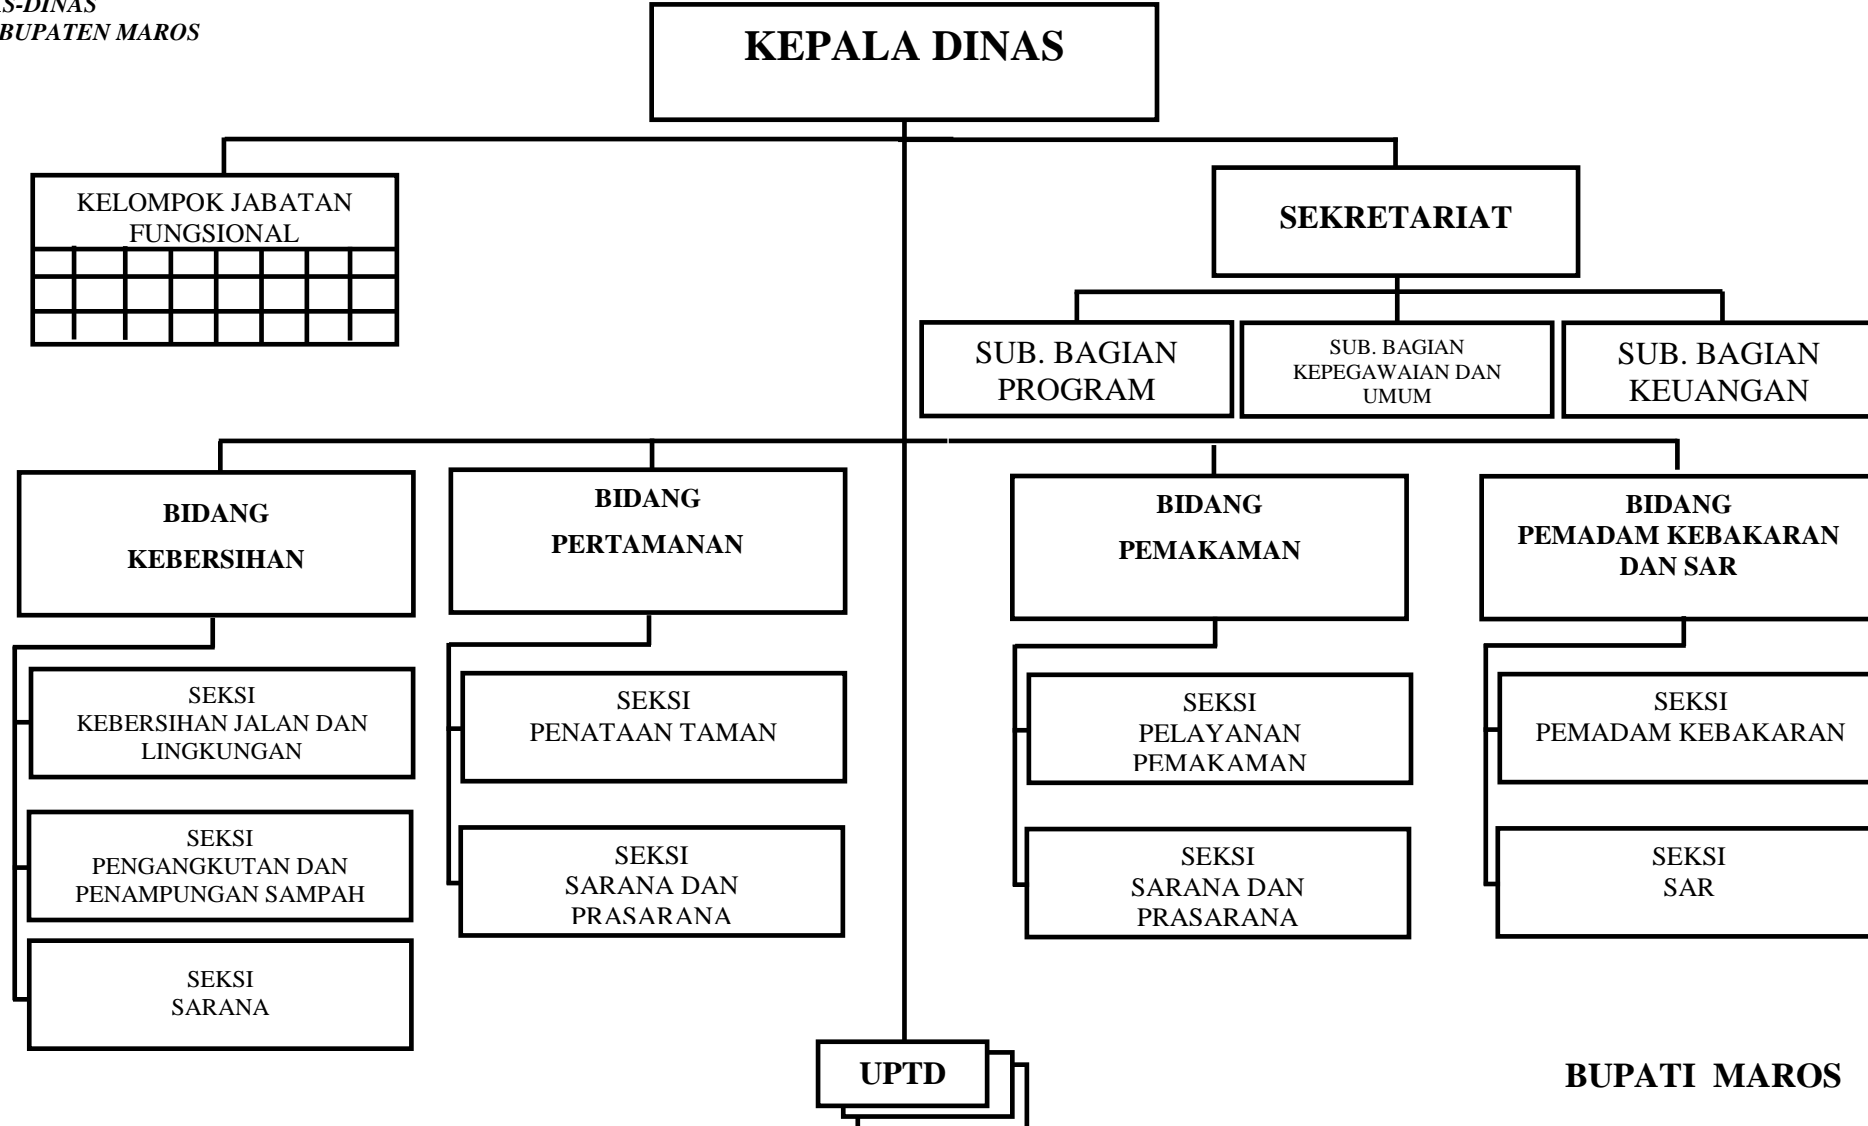 BUPATEN MAROS
KEPALA DINAS
KELOMPOK JABATAN
FUNGSIONAL
SEKRETARIAT
SUB. BAGIAN
PROGRAM
SUB. BAGIAN
KEPEGAWAIAN DAN
UMUM
SUB. BAGIAN
KEUANGAN
BIDANG
KEBERSIHAN
BIDANG
PERTAMANAN
BIDANG
PEMAKAMAN
BIDANG
PEMADAM KEBAKARAN
DAN SAR
SEKSI
KEBERSIHAN JALAN DAN
LINGKUNGAN
SEKSI
PENGANGKUTAN DAN
PENAMPUNGAN SAMPAH
SEKSI
SARANA
SEKSI
PENATAAN TAMAN
SEKSI
SARANA DAN
PRASARANA
SEKSI
PELAYANAN
PEMAKAMAN
SEKSI
SARANA DAN
PRASARANA
SEKSI
PEMADAM KEBAKARAN
SEKSI
SAR
UPTD
BUPATI MAROS